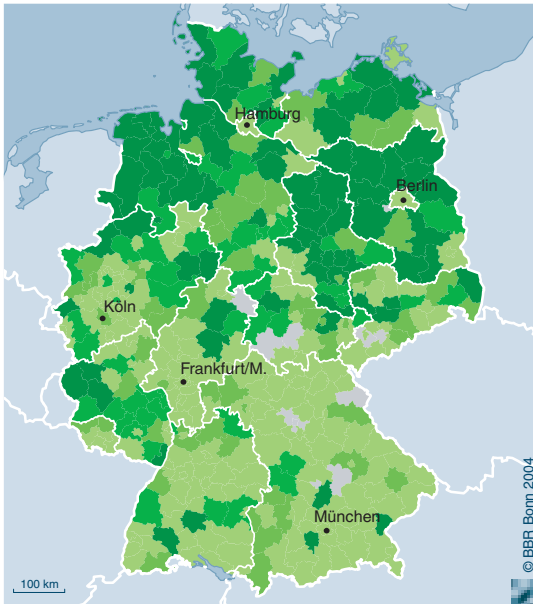 Hamburg
Berlin
Köln
Frankfurt/M.
München
100 km
© BBR Bonn 2004